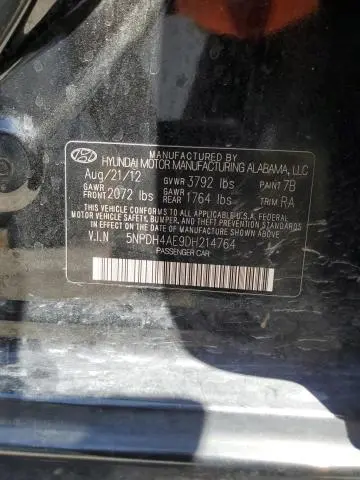 MANUFACTURED BY
HYUNDAI MOTOR MANUFACTURING ALABAMA, LLC
Aug/21/12 GVWR 3792 lbs PAINT 7B
GAWR FRONT 2072 lbs GAWR REAR 1764 lbs TRIM RA
THIS VEHICLE CONFORMS TO ALL APPLICABLE U.S.A. FEDERAL
MOTOR VEHICLE SAFETY, BUMPER, AND THEFT PREVENTION STANDARDS
IN EFFECT ON THE DATE OF MANUFACTURE SHOWN ABOVE.
V.I.N 5NPDH4AE9DH214764
PASSENGER CAR